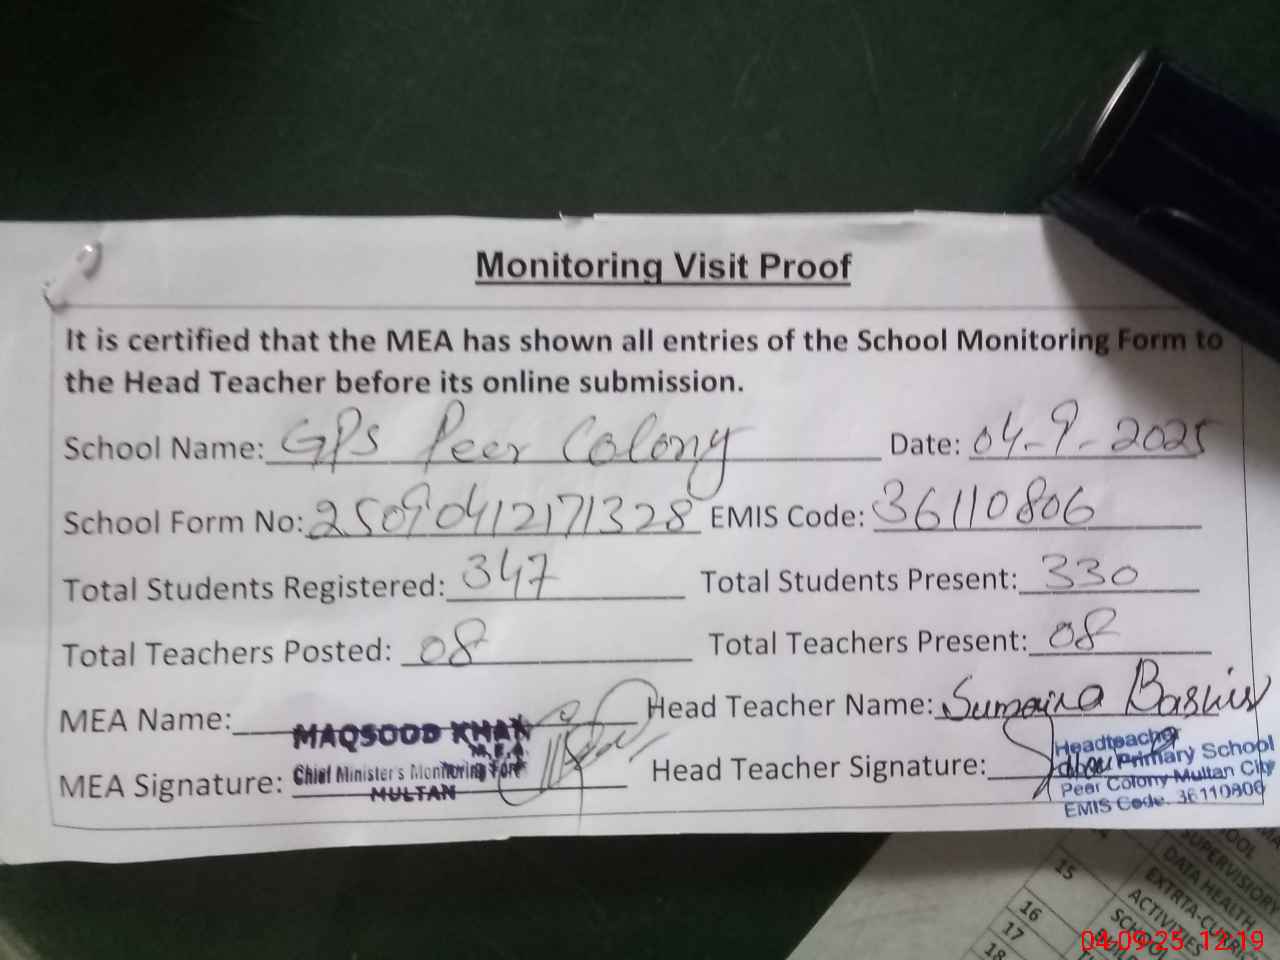 Monitoring Visit Proof
It is certified that the MEA has shown all entries of the School Monitoring Form to
the Head Teacher before its online submission.
School Name: GPS Peer Colony Date: 04-9-2025
School Form No: 25090412171328 EMIS Code: 36110806
Total Students Registered: 347 Total Students Present: 330
Total Teachers Posted: 08 Total Teachers Present: 08
MEA Name: MAQSOOD KHAN Head Teacher Name: Sumaira Bashir
M.E.A
MEA Signature: Chief Minister's Monitoring Force Head Teacher Signature:
MULTAN
Headteacher
Primary School
Peer Colony Multan City
EMIS Code. 36110806
15
16
17
18
SUPERVISORY
DATA HEALTH
EXTRTA-CURRIC
ACTIVITIES
04-09-25 12:19